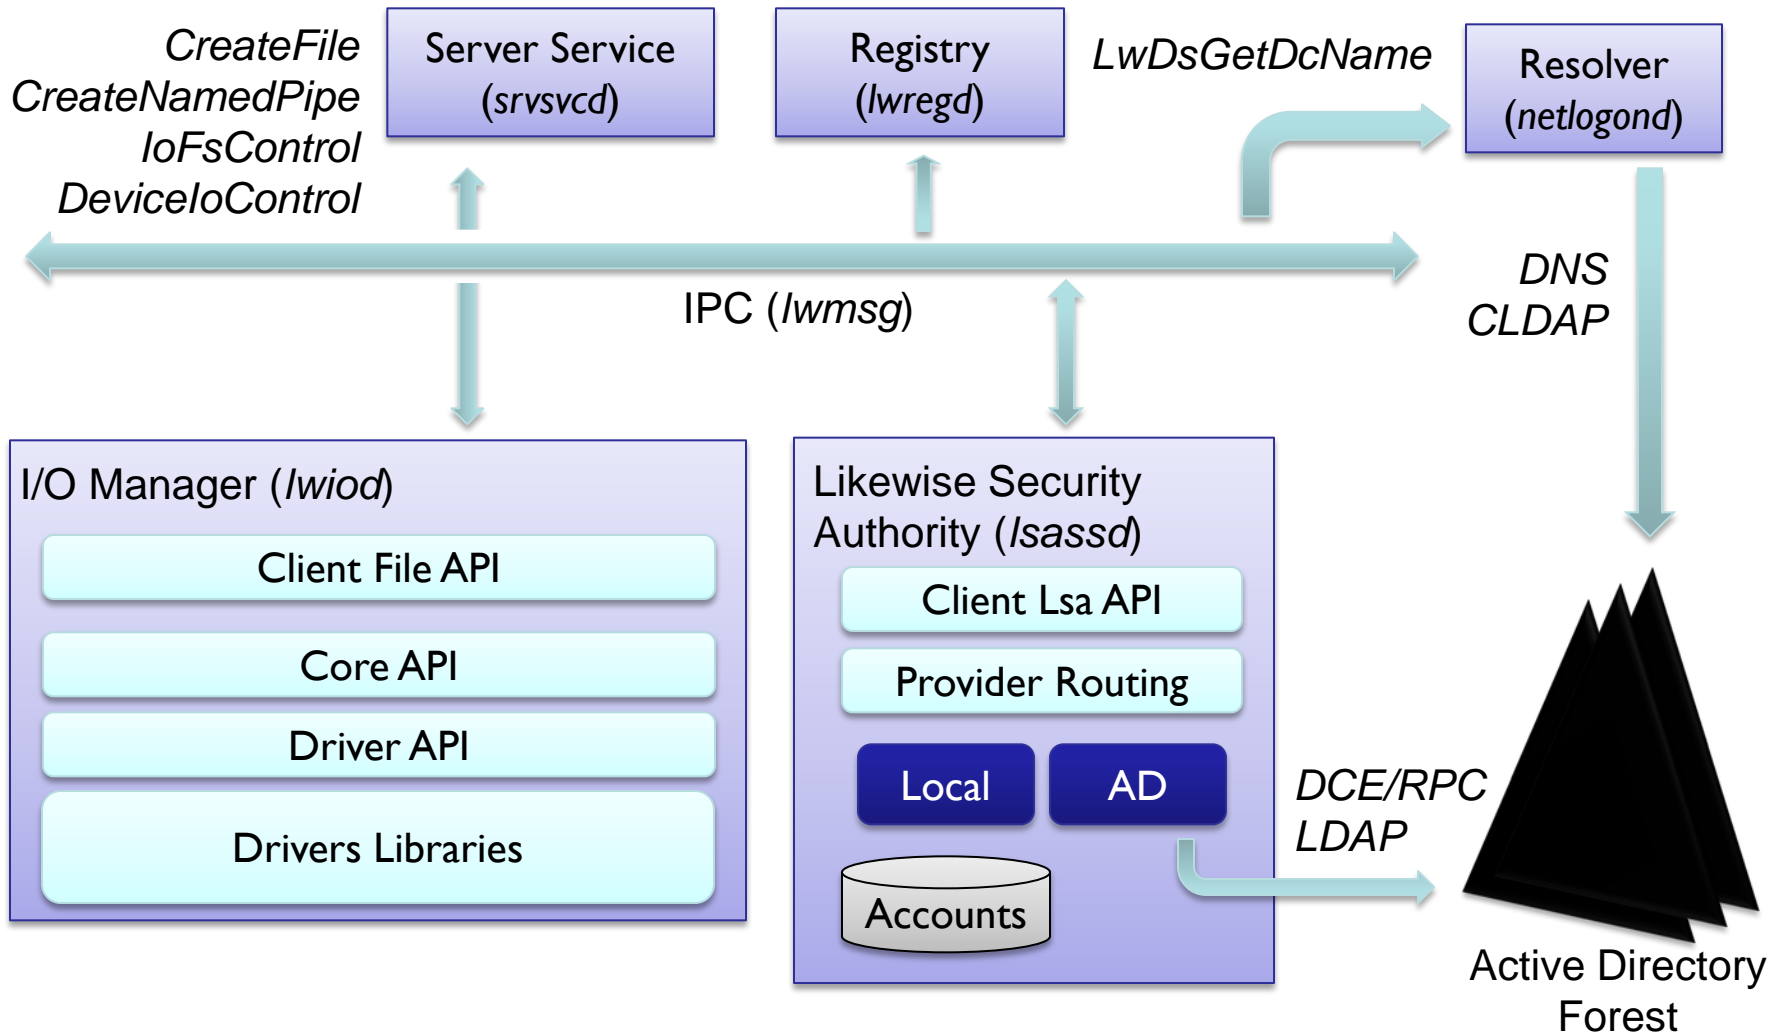 CreateFile
CreateNamedPipe
IoFsControl
DeviceIoControl
Server Service
(srvsvcd)
Registry
(lwregd)
LwDsGetDcName
Resolver
(netlogond)
IPC (lwmsg)
DNS
CLDAP
I/O Manager (lwiod)
Client File API
Core API
Driver API
Drivers Libraries
Likewise Security
Authority (lsassd)
Client Lsa API
Provider Routing
Local
AD
Accounts
DCE/RPC
LDAP
Active Directory
Forest